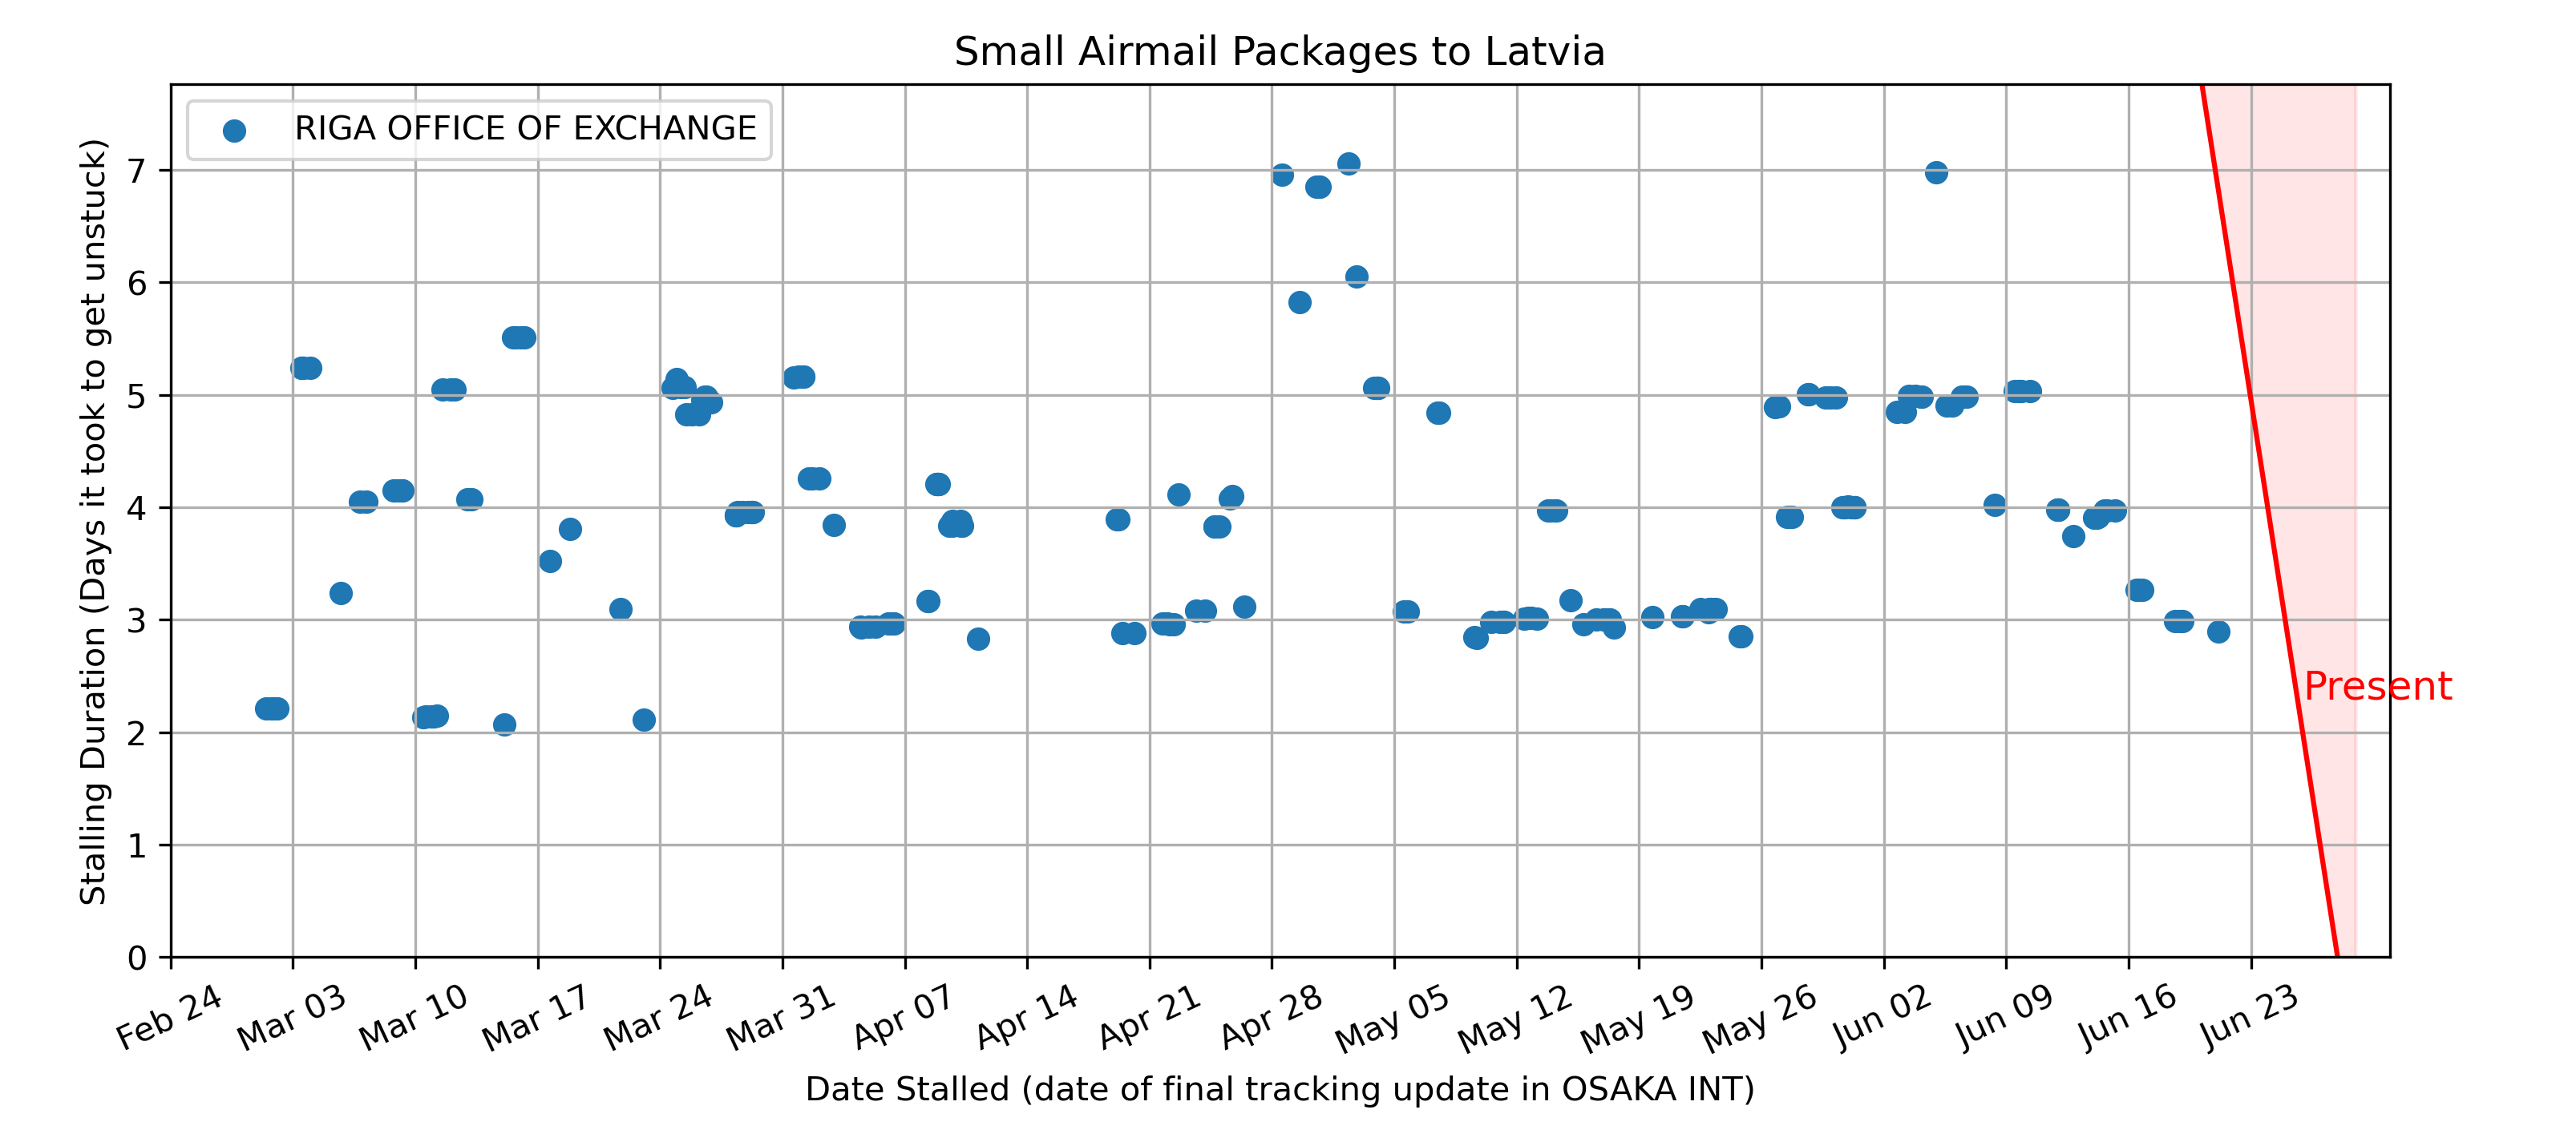 Small Airmail Packages to Latvia
RIGA OFFICE OF EXCHANGE
Stalling Duration (Days it took to get unstuck)
7
6
5
4
3
2
1
0
Present
Feb 24
Mar 03
Mar 10
Mar 17
Mar 24
Mar 31
Apr 07
Apr 14
Apr 21
Apr 28
May 05
May 12
May 19
May 26
Jun 02
Jun 09
Jun 16
Jun 23
Date Stalled (date of final tracking update in OSAKA INT)